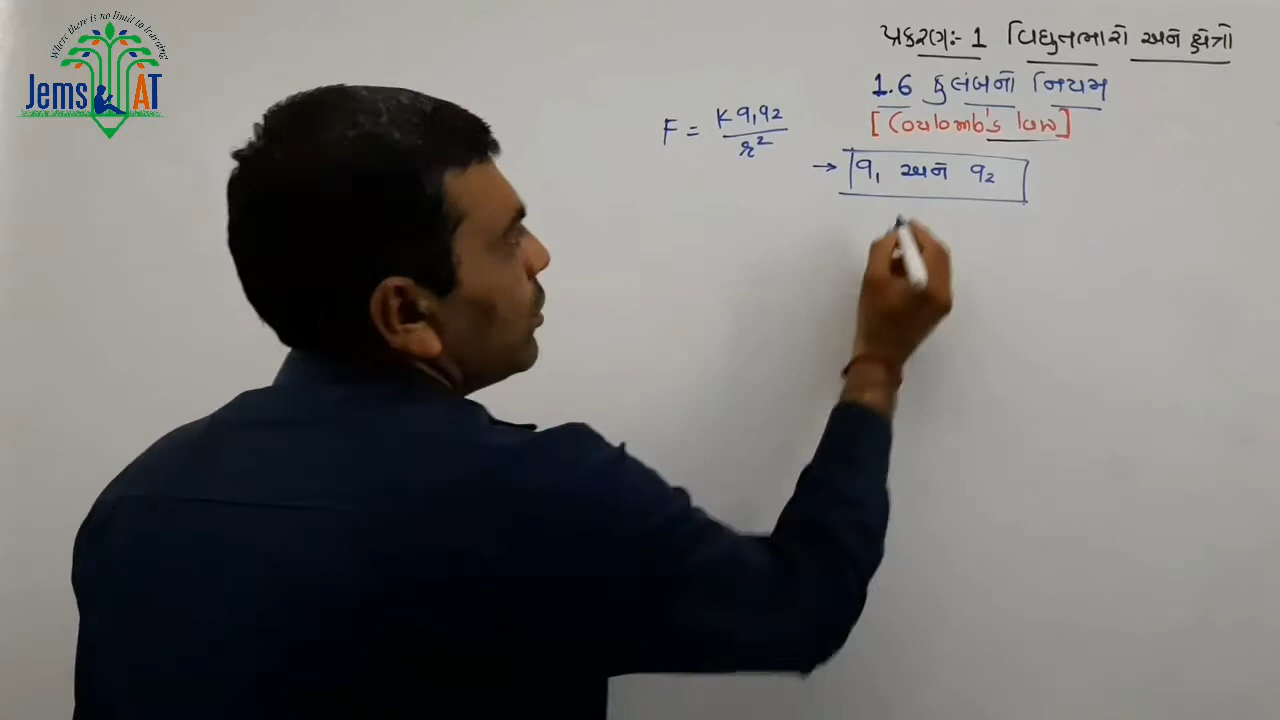 Where there is no limit to learning
Jems AT
પ્રકરણ:- 1 વિદ્યુતભારો અને ક્ષેત્રો
1.6 કુલંબનો નિયમ
[Coulomb's law]
F = K q₁q₂ / r²
→ q₁ અને q₂